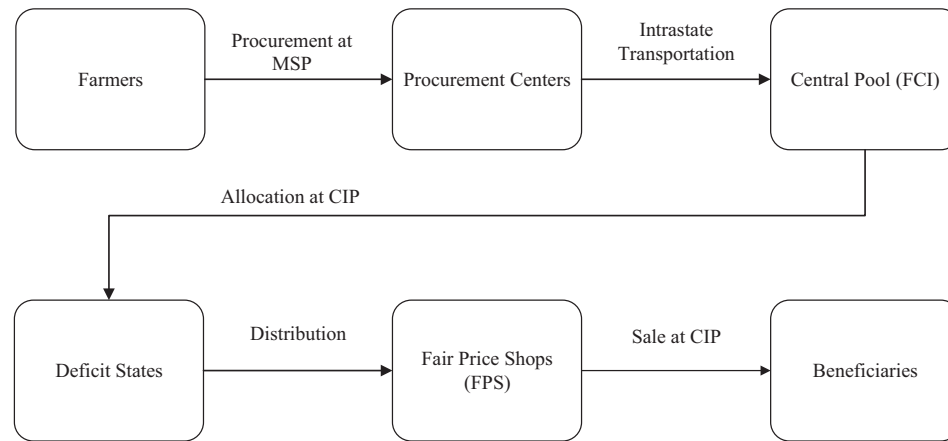 Farmers
Procurement at
MSP
Procurement Centers
Intrastate
Transportation
Central Pool (FCI)
Allocation at CIP
Deficit States
Distribution
Fair Price Shops
(FPS)
Sale at CIP
Beneficiaries